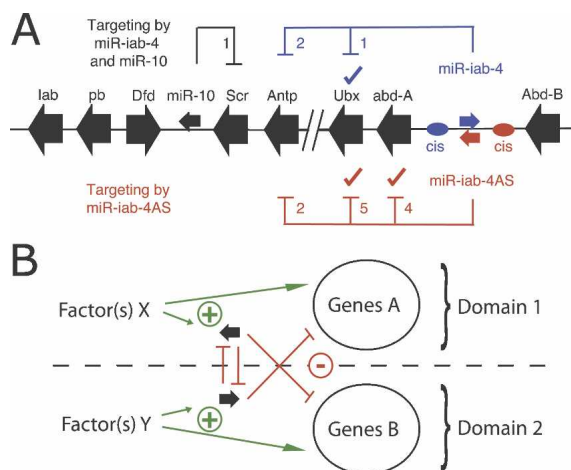 A
Targeting by
miR-iab-4
and miR-10
1
2
1
miR-iab-4
lab
pb
Dfd
miR-10
Scr
Antp
Ubx
abd-A
Abd-B
cis
cis
Targeting by
miR-iab-4AS
2
5
4
miR-iab-4AS
B
Factor(s) X
+
Genes A
Domain 1
-
Factor(s) Y
+
Genes B
Domain 2